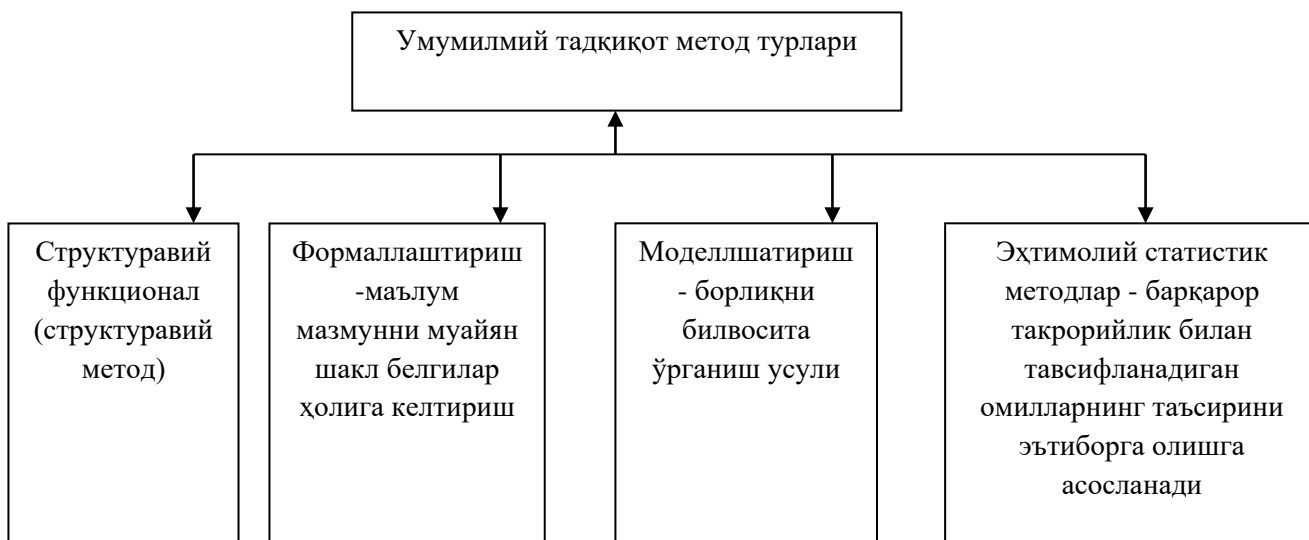 Умумилмий тадқиқот метод турлари
Структуравий
функционал
(структуравий
метод)
Формаллаштириш
-маълум
мазмунни муайян
шакл белгилар
ҳолига келтириш
Моделлшатириш
- борлиқни
билвосита
ўрганиш усули
Эҳтимолий статистик
методлар - барқарор
такрорийлик билан
тавсифланадиган
омилларнинг таъсирини
эътиборга олишга
асосланади